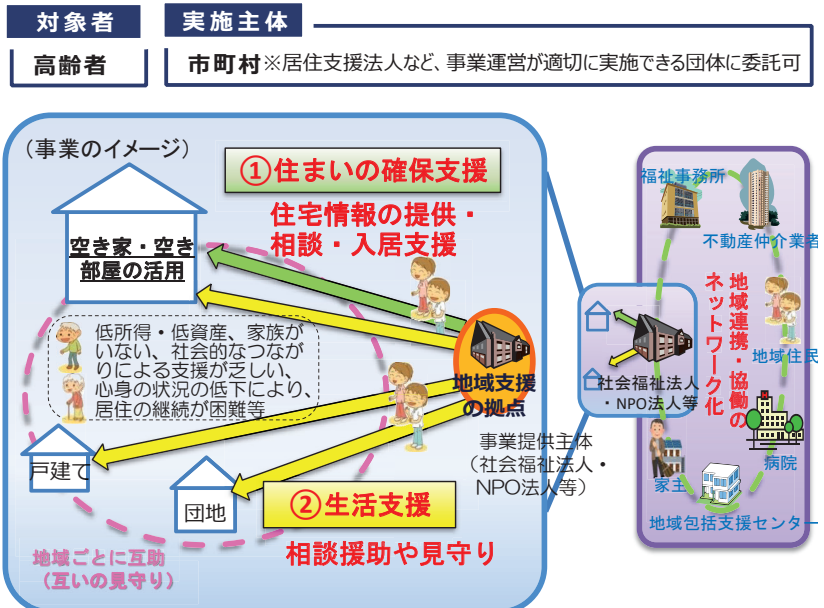 対象者
実施主体
高齢者
市町村※居住支援法人など、事業運営が適切に実施できる団体に委託可
（事業のイメージ）
①住まいの確保支援
住宅情報の提供・
相談・入居支援
空き家・空き
部屋の活用
低所得・低資産、家族が
いない、社会的なつなが
りによる支援が乏しい、
心身の状況の低下により、
居住の継続が困難等
地域支援
の拠点
事業提供主体
（社会福祉法人・
NPO法人等）
戸建て
団地
②生活支援
相談援助や見守り
地域ごとに互助
（互いの見守り）
福祉事務所
不動産仲介業者
地域連携・協働の
ネットワーク化
地域住民
社会福祉法人
・NPO法人等
病院
家主
地域包括支援センター